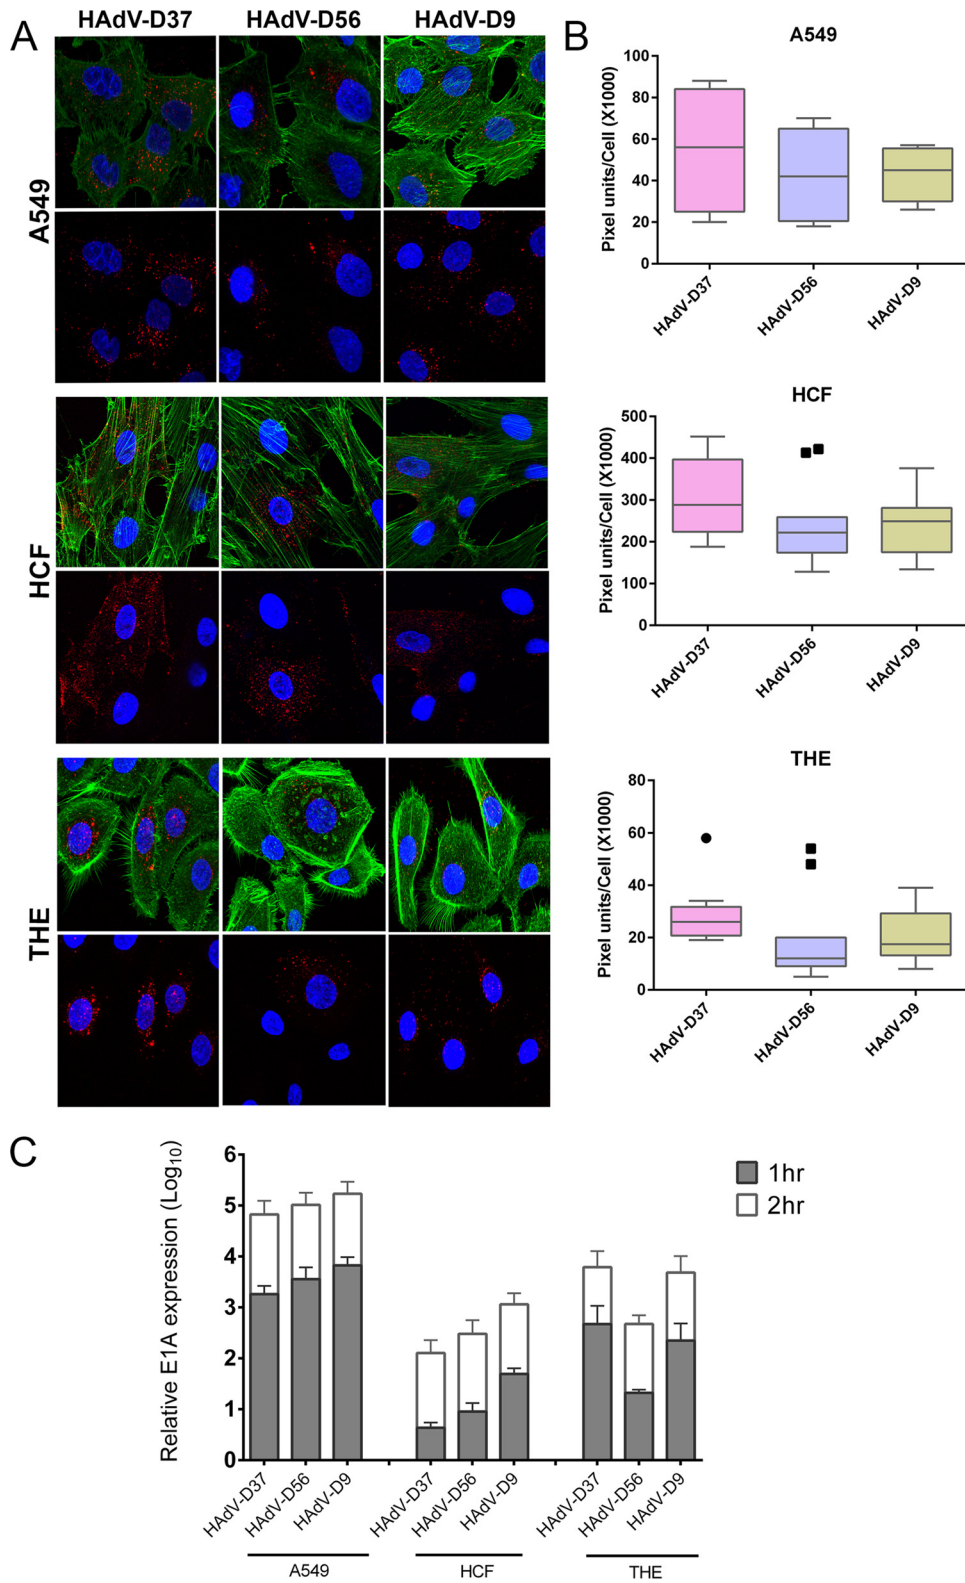 A
HAdV-D37 HAdV-D56 HAdV-D9
A549
HCF
THE
B
A549
Pixel units/Cell (X1000)
100
80
60
40
20
0
HAdV-D37 HAdV-D56 HAdV-D9
HCF
Pixel units/Cell (X1000)
500
400
300
200
100
0
HAdV-D37 HAdV-D56 HAdV-D9
THE
Pixel units/Cell (X1000)
80
60
40
20
0
HAdV-D37 HAdV-D56 HAdV-D9
C
Relative E1A expression (Log10)
6
5
4
3
2
1
0
1hr
2hr
HAdV-D37 HAdV-D56 HAdV-D9 HAdV-D37 HAdV-D56 HAdV-D9 HAdV-D37 HAdV-D56 HAdV-D9
A549 HCF THE